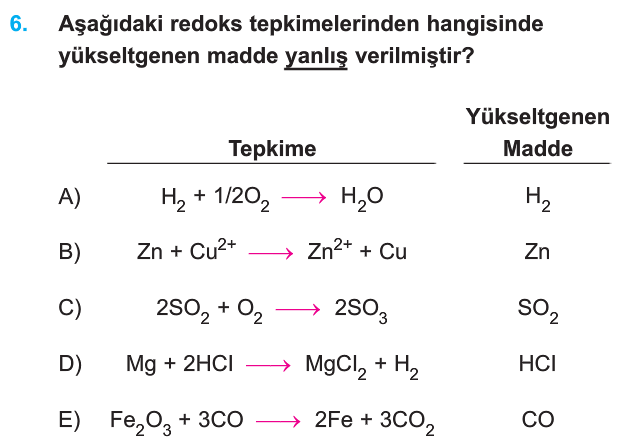 6. Aşağıdaki redoks tepkimelerinden hangisinde
yükseltgenen madde yanlış verilmiştir?
Tepkime Yükseltgenen Madde
A) H₂ + 1/2O₂ ⟶ H₂O H₂
B) Zn + Cu²⁺ ⟶ Zn²⁺ + Cu Zn
C) 2SO₂ + O₂ ⟶ 2SO₃ SO₂
D) Mg + 2HCl ⟶ MgCl₂ + H₂ HCl
E) Fe₂O₃ + 3CO ⟶ 2Fe + 3CO₂ CO